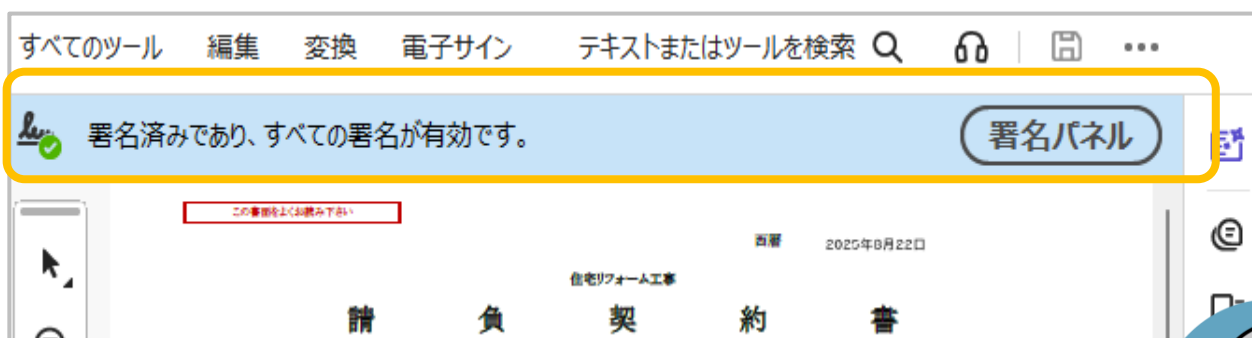 すべてのツール 編集 変換 電子サイン テキストまたはツールを検索
署名済みであり、すべての署名が有効です。 署名パネル
この書面をよくお読み下さい
西暦 2025年8月22日
住宅リフォーム工事
請負契約書